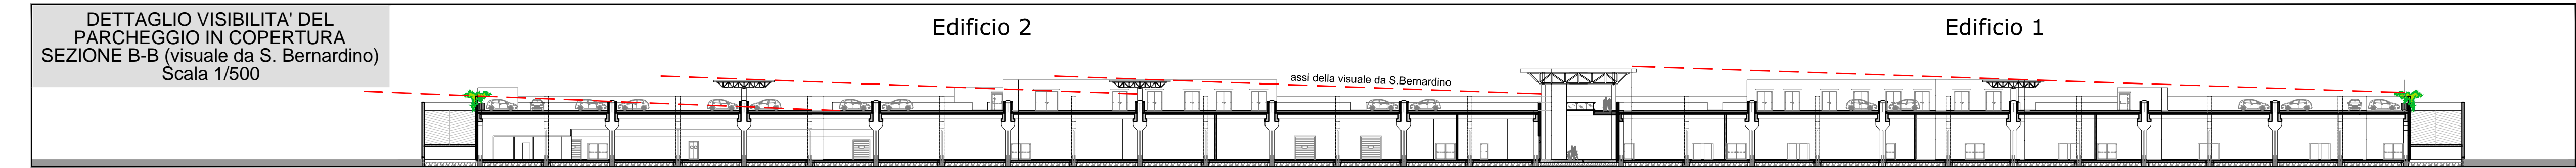 DETTAGLIO VISIBILITA' DEL
PARCHEGGIO IN COPERTURA
SEZIONE B-B (visuale da S. Bernardino)
Scala 1/500
Edificio 2
Edificio 1
assi della visuale da S.Bernardino